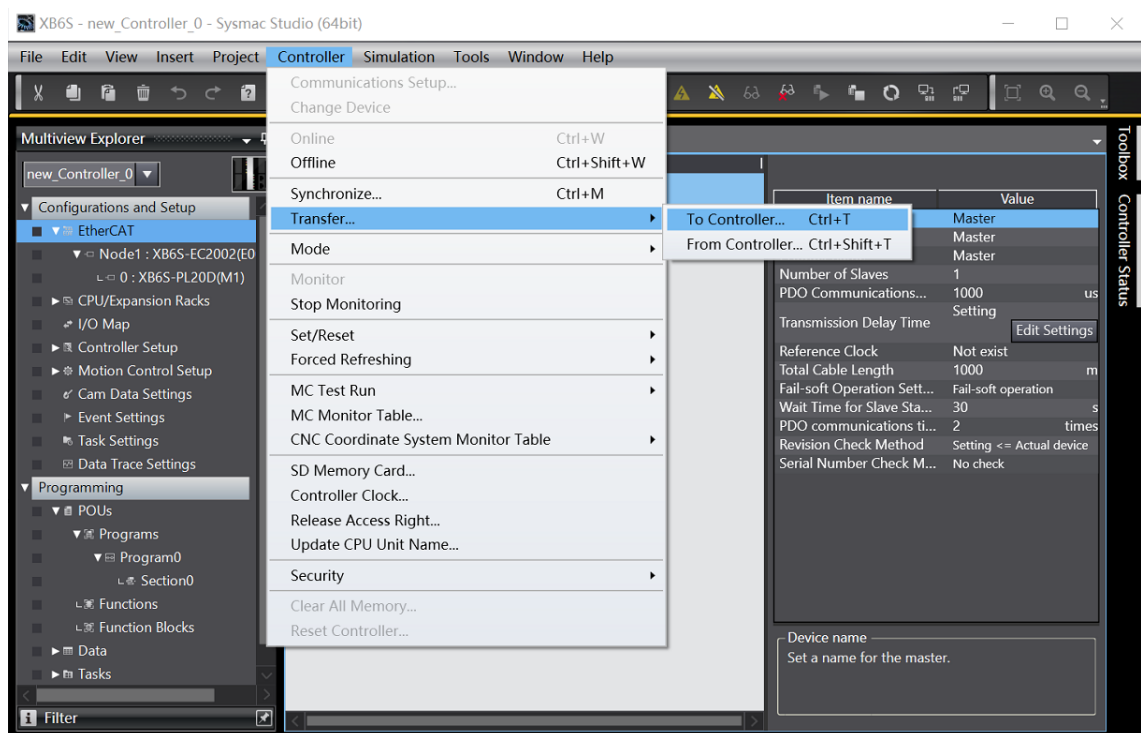 XB6S - new_Controller_0 - Sysmac Studio (64bit)
File Edit View Insert Project Controller Simulation Tools Window Help
Multiview Explorer
new_Controller_0
Configurations and Setup
EtherCAT
Node1 : XB6S-EC2002(E0
0 : XB6S-PL20D(M1)
CPU/Expansion Racks
I/O Map
Controller Setup
Motion Control Setup
Cam Data Settings
Event Settings
Task Settings
Data Trace Settings
Programming
POUs
Programs
Program0
Section0
Functions
Function Blocks
Data
Tasks
Filter
Communications Setup...
Change Device
Online Ctrl+W
Offline Ctrl+Shift+W
Synchronize... Ctrl+M
Transfer...
Mode
Monitor
Stop Monitoring
Set/Reset
Forced Refreshing
MC Test Run
MC Monitor Table...
CNC Coordinate System Monitor Table
SD Memory Card...
Controller Clock...
Release Access Right...
Update CPU Unit Name...
Security
Clear All Memory...
Reset Controller...
To Controller... Ctrl+T
From Controller... Ctrl+Shift+T
Item name Value
Master
Master
Master
Number of Slaves 1
PDO Communications... 1000 us
Transmission Delay Time Setting
Edit Settings
Reference Clock Not exist
Total Cable Length 1000 m
Fail-soft Operation Sett... Fail-soft operation
Wait Time for Slave Sta... 30 s
PDO communications ti... 2 times
Revision Check Method Setting <= Actual device
Serial Number Check M... No check
Device name
Set a name for the master.
Toolbox
Controller Status